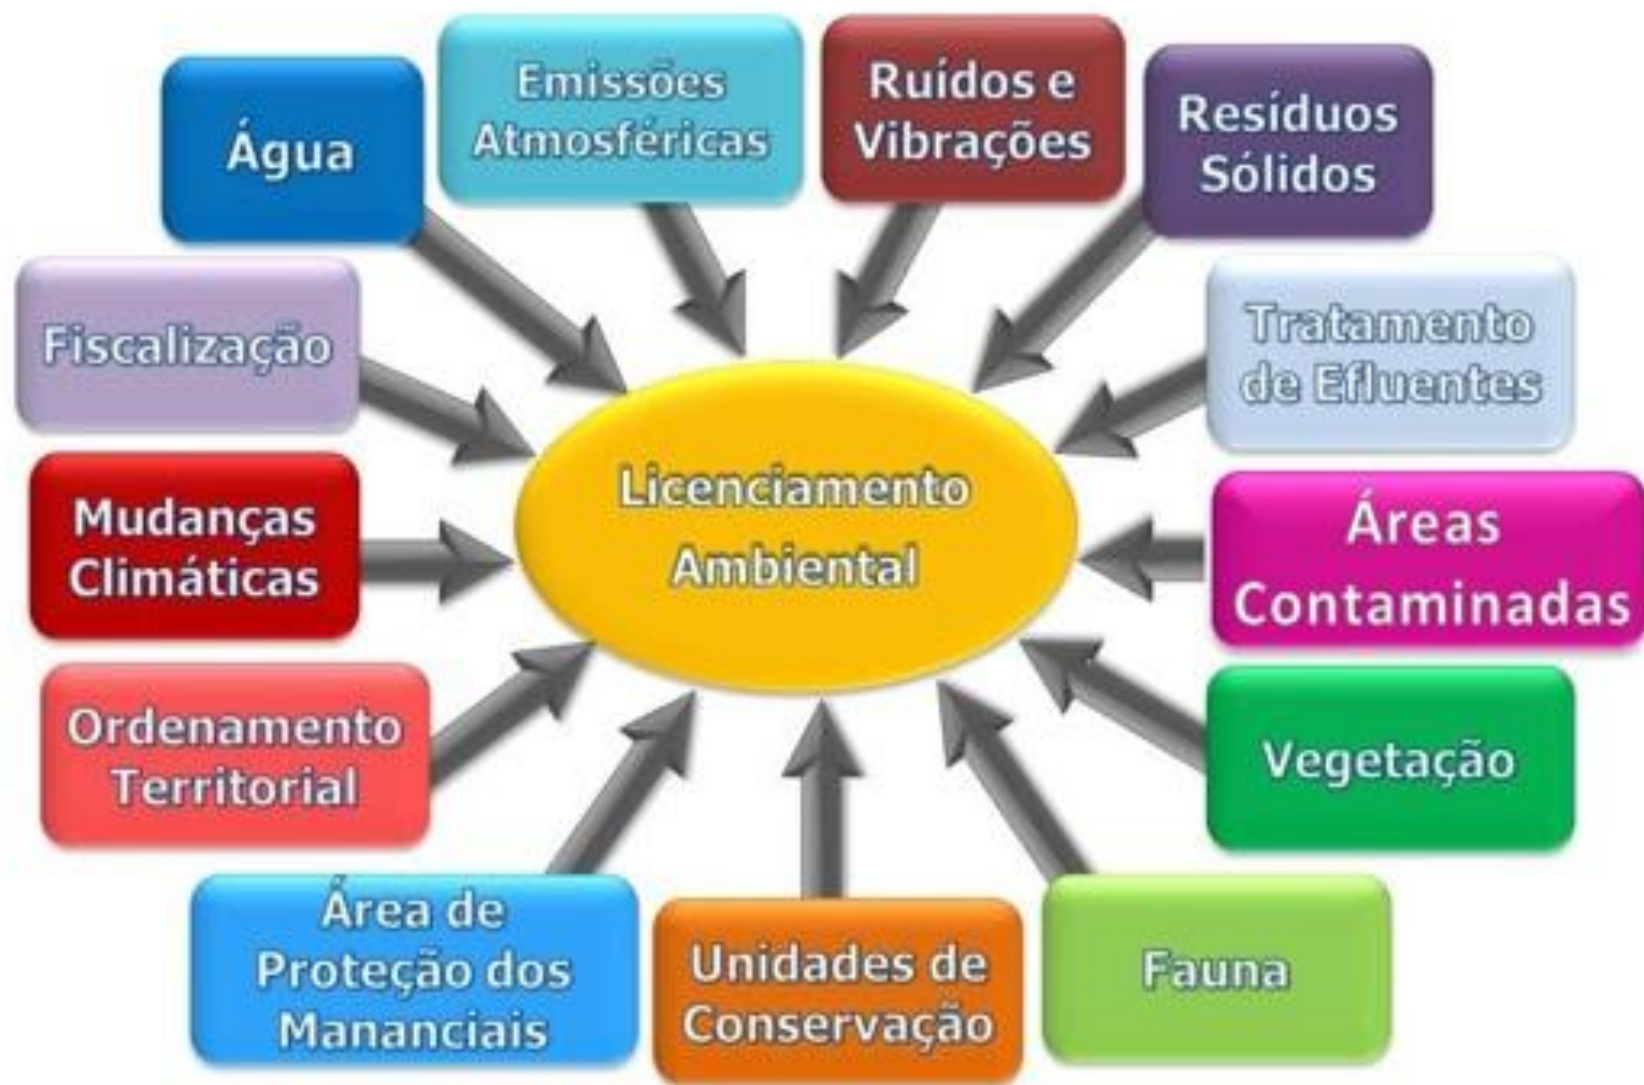 Água
Emissões
Atmosféricas
Ruídos e
Vibrações
Resíduos
Sólidos
Fiscalização
Tratamento
de Efluentes
Mudanças
Climáticas
Licenciamento
Ambiental
Áreas
Contaminadas
Ordenamento
Territorial
Vegetação
Área de
Proteção dos
Mananciais
Unidades de
Conservação
Fauna